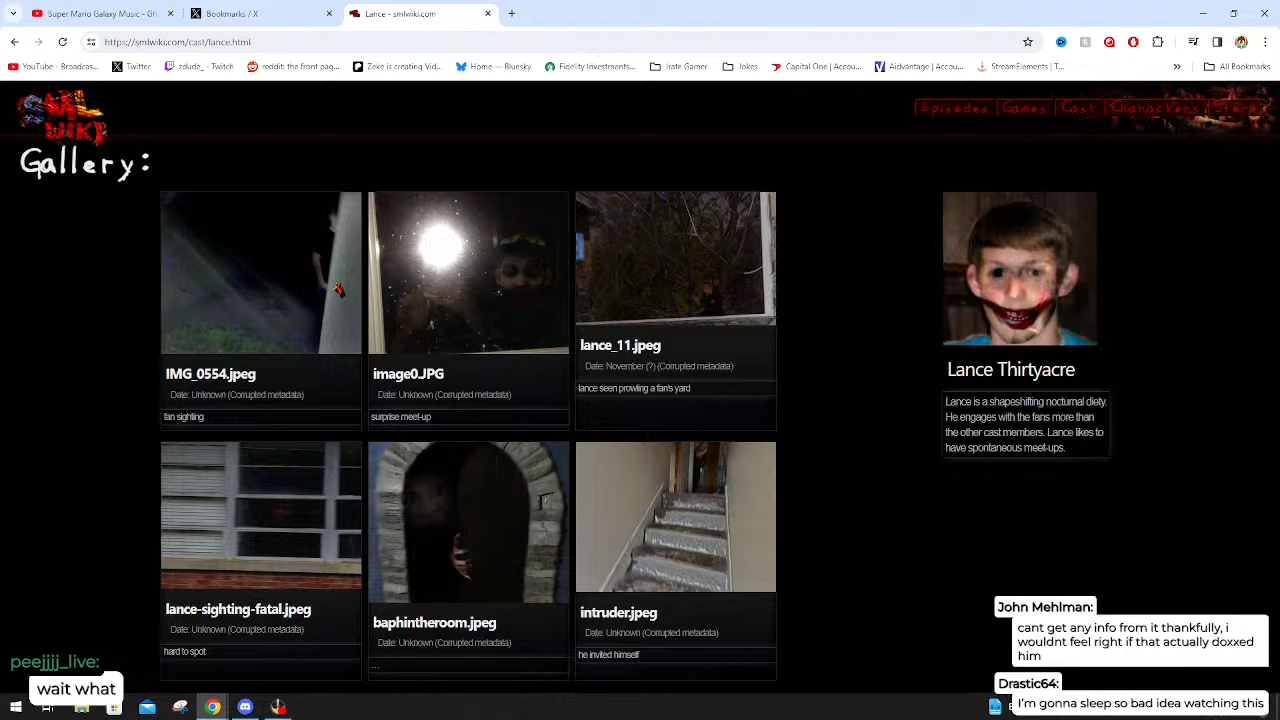 Super Mario Galaxy Music - Gl
Bookmarks / X
Lance - smlwiki.com
https://smlwiki.com/cast/lance.html
YouTube - Broadcas...
Twitter
zdude_ - Twitch
reddit the front pag...
Zeke is creating Vid...
Home — Bluesky
Fidelity Investments...
Irate Gamer
Jokes
Capital One | Accou...
Aidvantage | Accou...
StreamElements | T...
All Bookmarks
SML
WIKI
Episodes
Games
Cast
Characters
Store
Gallery:
IMG_0554.jpeg
Date: Unknown (Corrupted metadata)
fan sighting
image0.JPG
Date: Unknown (Corrupted metadata)
surprise meet-up
lance_11.jpeg
Date: November (?) (Corrupted metadata)
lance seen prowling a fan's yard
Lance Thirtyacre
Lance is a shapeshifting nocturnal diety.
He engages with the fans more than
the other cast members. Lance likes to
have spontaneous meet-ups.
lance-sighting-fatal.jpeg
Date: Unknown (Corrupted metadata)
hard to spot
baphintheroom.jpeg
Date: Unknown (Corrupted metadata)
...
intruder.jpeg
Date: Unknown (Corrupted metadata)
he invited himself
peejjjj_live:
wait what
John Mehlman:
cant get any info from it thankfully, i
wouldnt feel right if that actually doxxed
him
Drastic64:
I'm gonna sleep so bad idea watching this